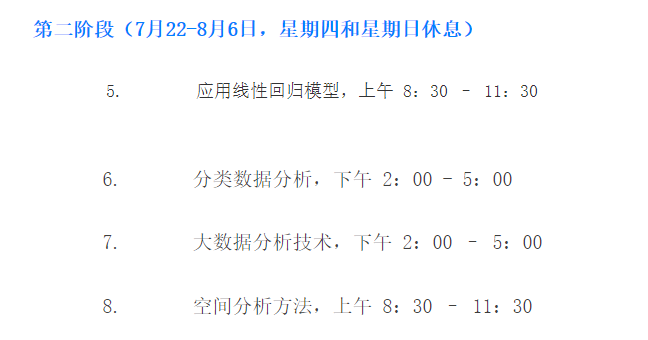 第二阶段（7月22-8月6日，星期四和星期日休息）
5. 应用线性回归模型，上午 8：30 – 11：30
6. 分类数据分析，下午 2：00 – 5：00
7. 大数据分析技术，下午 2：00 – 5：00
8. 空间分析方法，上午 8：30 – 11：30